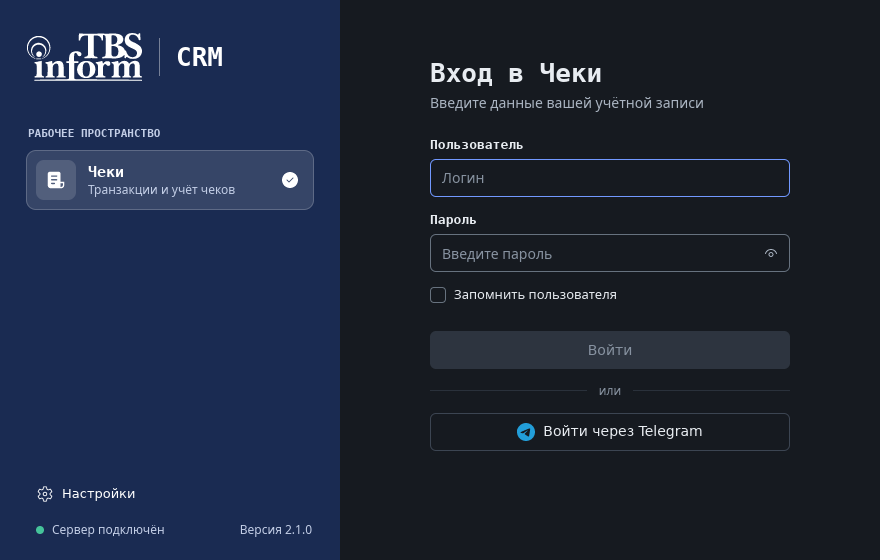 TBS
inform
CRM
РАБОЧЕЕ ПРОСТРАНСТВО
Чеки
Транзакции и учёт чеков
Настройки
Сервер подключён
Версия 2.1.0
Вход в Чеки
Введите данные вашей учётной записи
Пользователь
Логин
Пароль
Введите пароль
Запомнить пользователя
Войти
или
Войти через Telegram